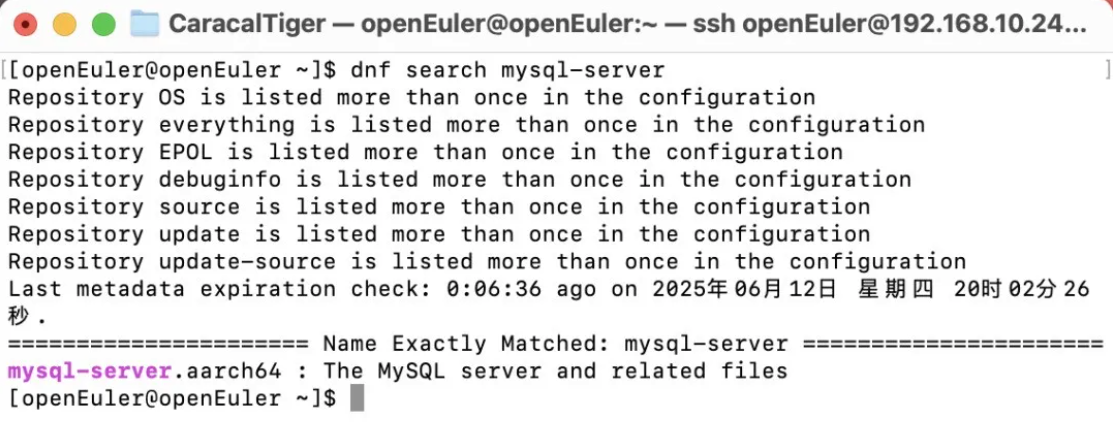 CaracalTiger — openEuler@openEuler:~ — ssh openEuler@192.168.10.24...
[[openEuler@openEuler ~]$ dnf search mysql-server ]
Repository OS is listed more than once in the configuration
Repository everything is listed more than once in the configuration
Repository EPOL is listed more than once in the configuration
Repository debuginfo is listed more than once in the configuration
Repository source is listed more than once in the configuration
Repository update is listed more than once in the configuration
Repository update-source is listed more than once in the configuration
Last metadata expiration check: 0:06:36 ago on 2025年06月12日 星期四 20时02分26
秒.
====================== Name Exactly Matched: mysql-server ======================
mysql-server.aarch64 : The MySQL server and related files
[openEuler@openEuler ~]$